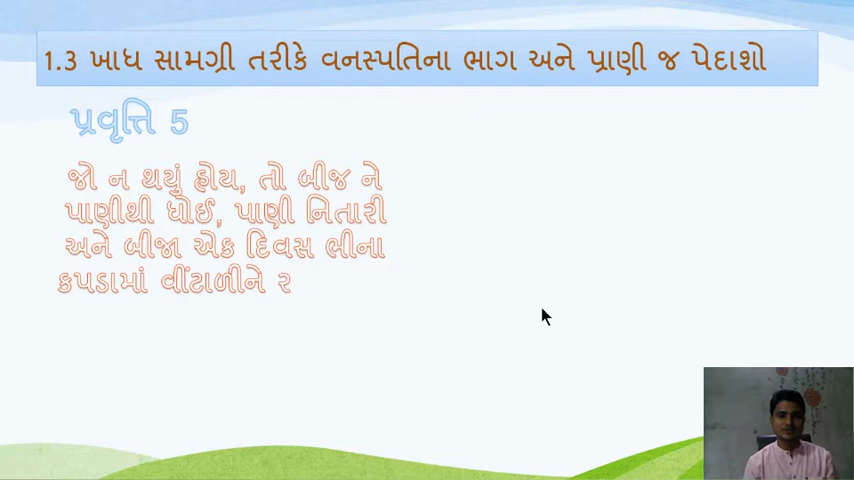 1.3 ખાધ સામગ્રી તરીકે વનસ્પતિના ભાગ અને પ્રાણી જ પેદાશો
પ્રવૃત્તિ 5
જો ન થયું હોય, તો બીજ ને
પાણીથી ધોઈ, પાણી નિતારી
અને બીજા એક દિવસ ભીના
કપડામાં વીંટાળીને ર